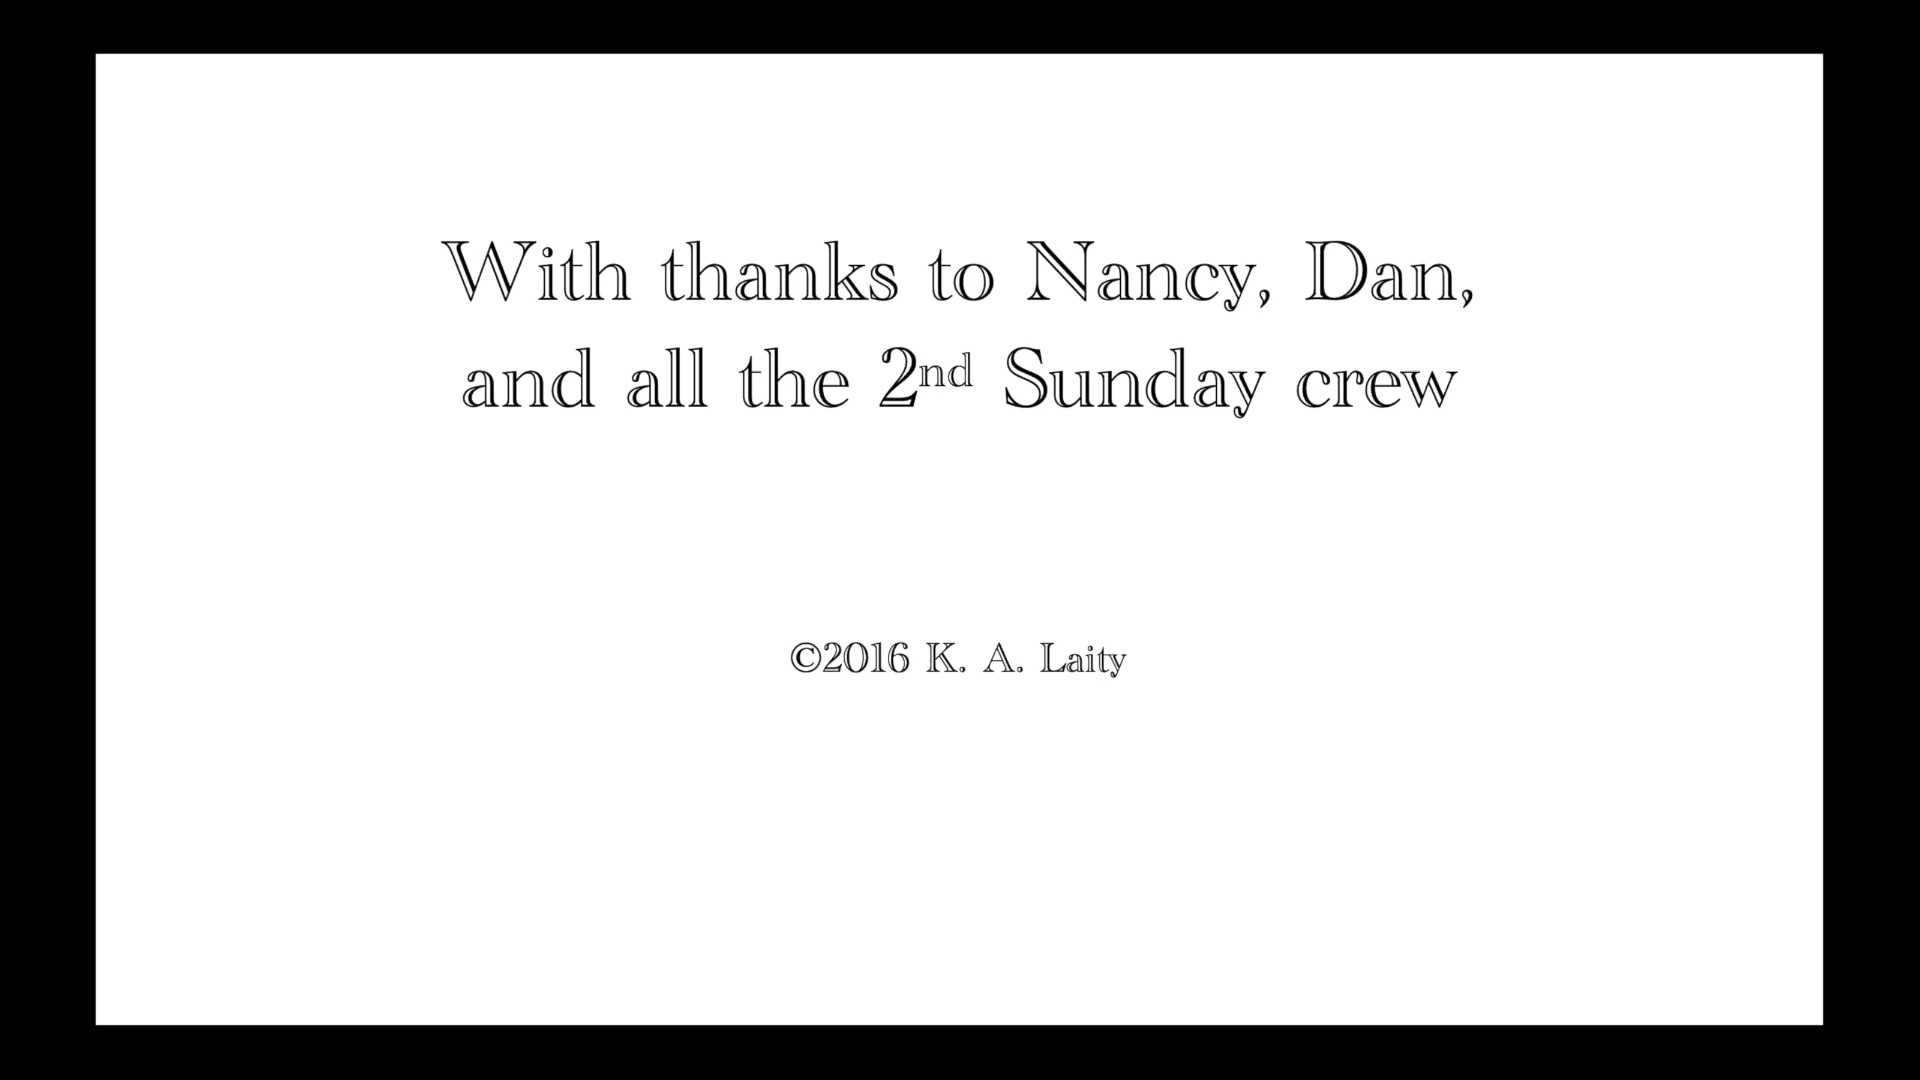 With thanks to Nancy, Dan,
and all the 2nd Sunday crew
©2016 K. A. Laity